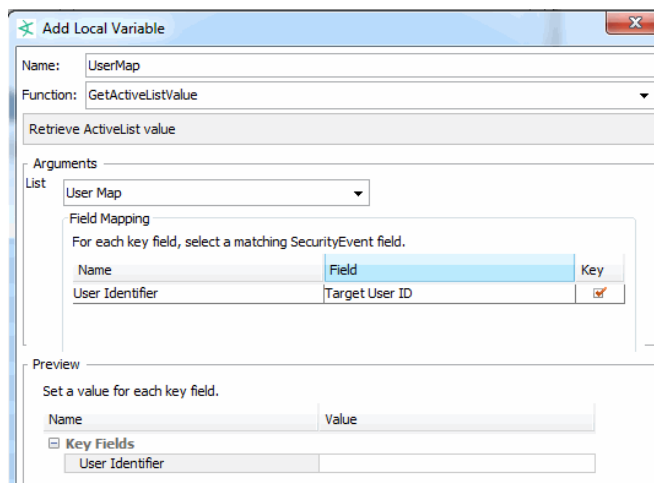 Add Local Variable
Name: UserMap
Function: GetActiveListValue
Retrieve ActiveList value
Arguments
List User Map
Field Mapping
For each key field, select a matching SecurityEvent field.
Name Field Key
User Identifier Target User ID
Preview
Set a value for each key field.
Name Value
Key Fields
User Identifier